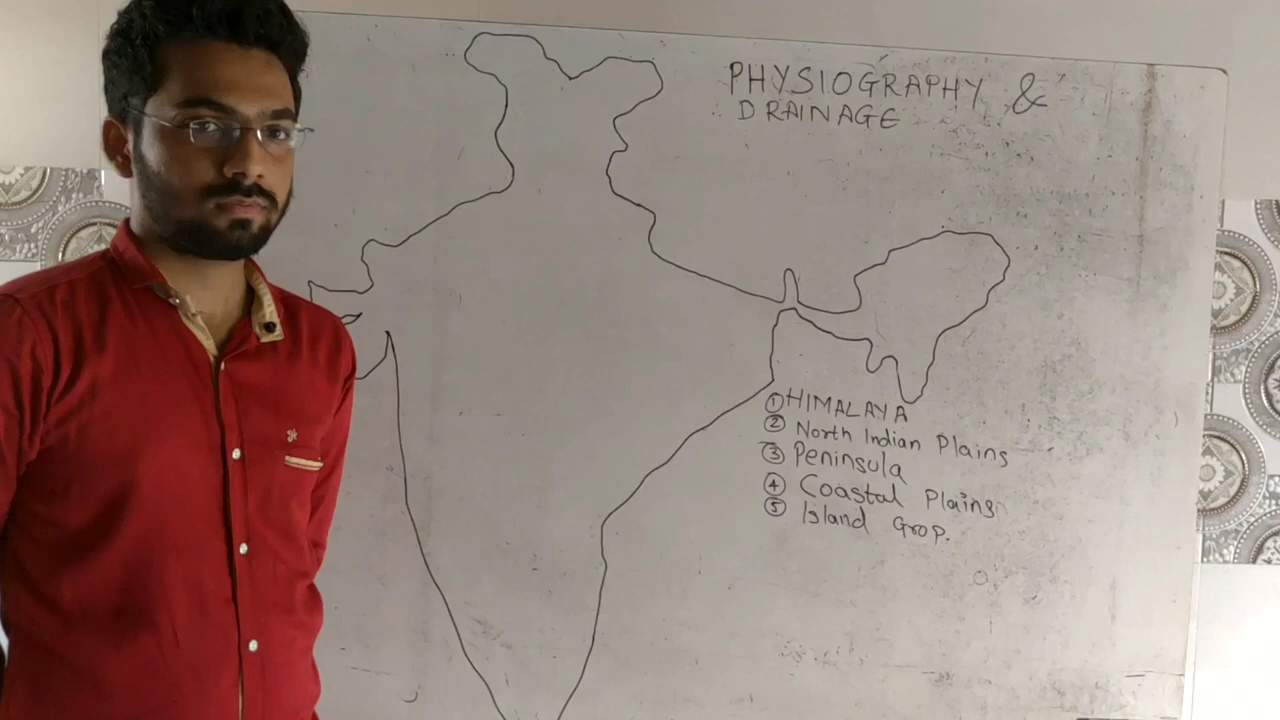 PHYSIOGRAPHY &
DRAINAGE
① HIMALAYA
② North Indian Plains
③ Peninsula
④ Coastal Plains
⑤ Island Grop.